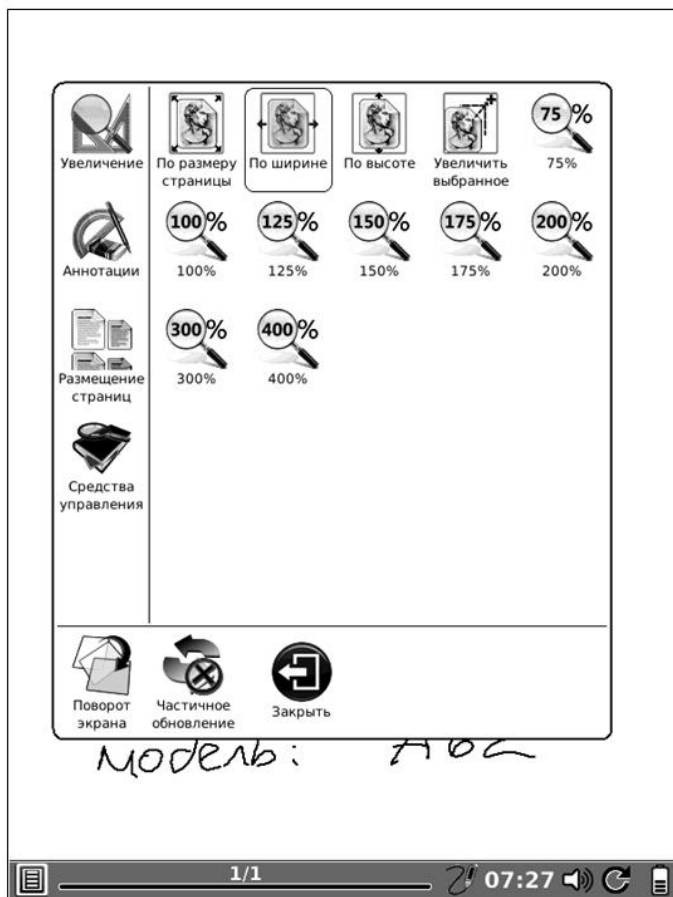 75 %
Увеличение По размеру страницы По ширине По высоте Увеличить выбранное 75%
100 % 125 % 150 % 175 % 200 %
Аннотации 100% 125% 150% 175% 200%
300 % 400 %
Размещение страниц 300% 400%
Средства управления
Поворот экрана Частичное обновление Закрыть
Модель:
1/1 07:27